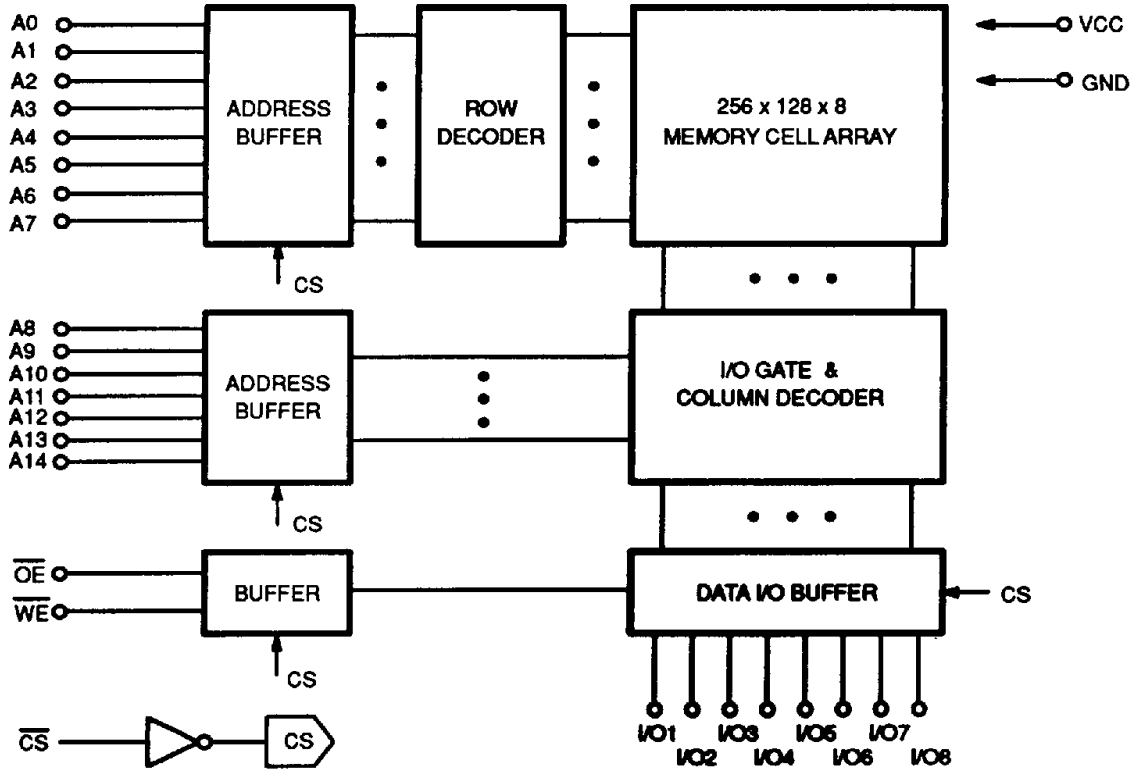 A0
A1
A2
A3
A4
A5
A6
A7
ADDRESS
BUFFER
CS
ROW
DECODER
256 x 128 x 8
MEMORY CELL ARRAY
VCC
GND
A8
A9
A10
A11
A12
A13
A14
ADDRESS
BUFFER
CS
I/O GATE &
COLUMN DECODER
OE
WE
BUFFER
CS
DATA I/O BUFFER
CS
I/O1
I/O2
I/O3
I/O4
I/O5
I/O6
I/O7
I/O8
CS
CS